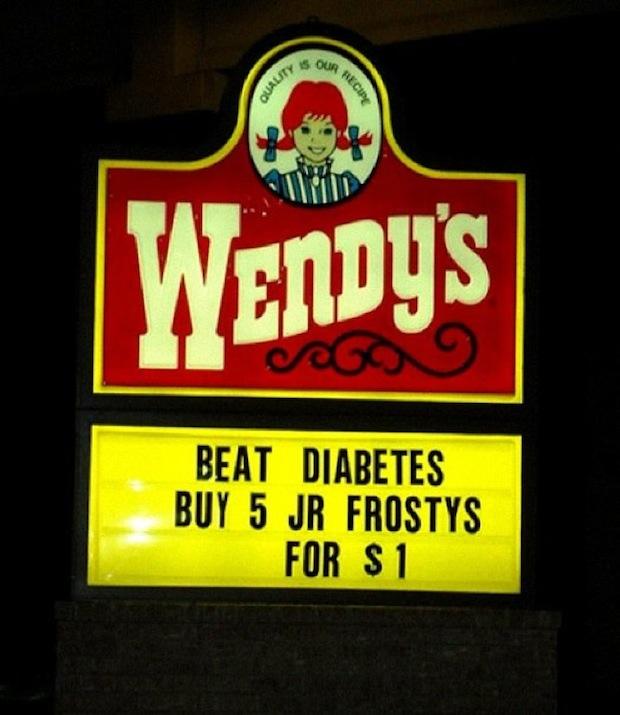 QUALITY IS OUR RECIPE
WENDY'S
BEAT DIABETES
BUY 5 JR FROSTYS
FOR $1